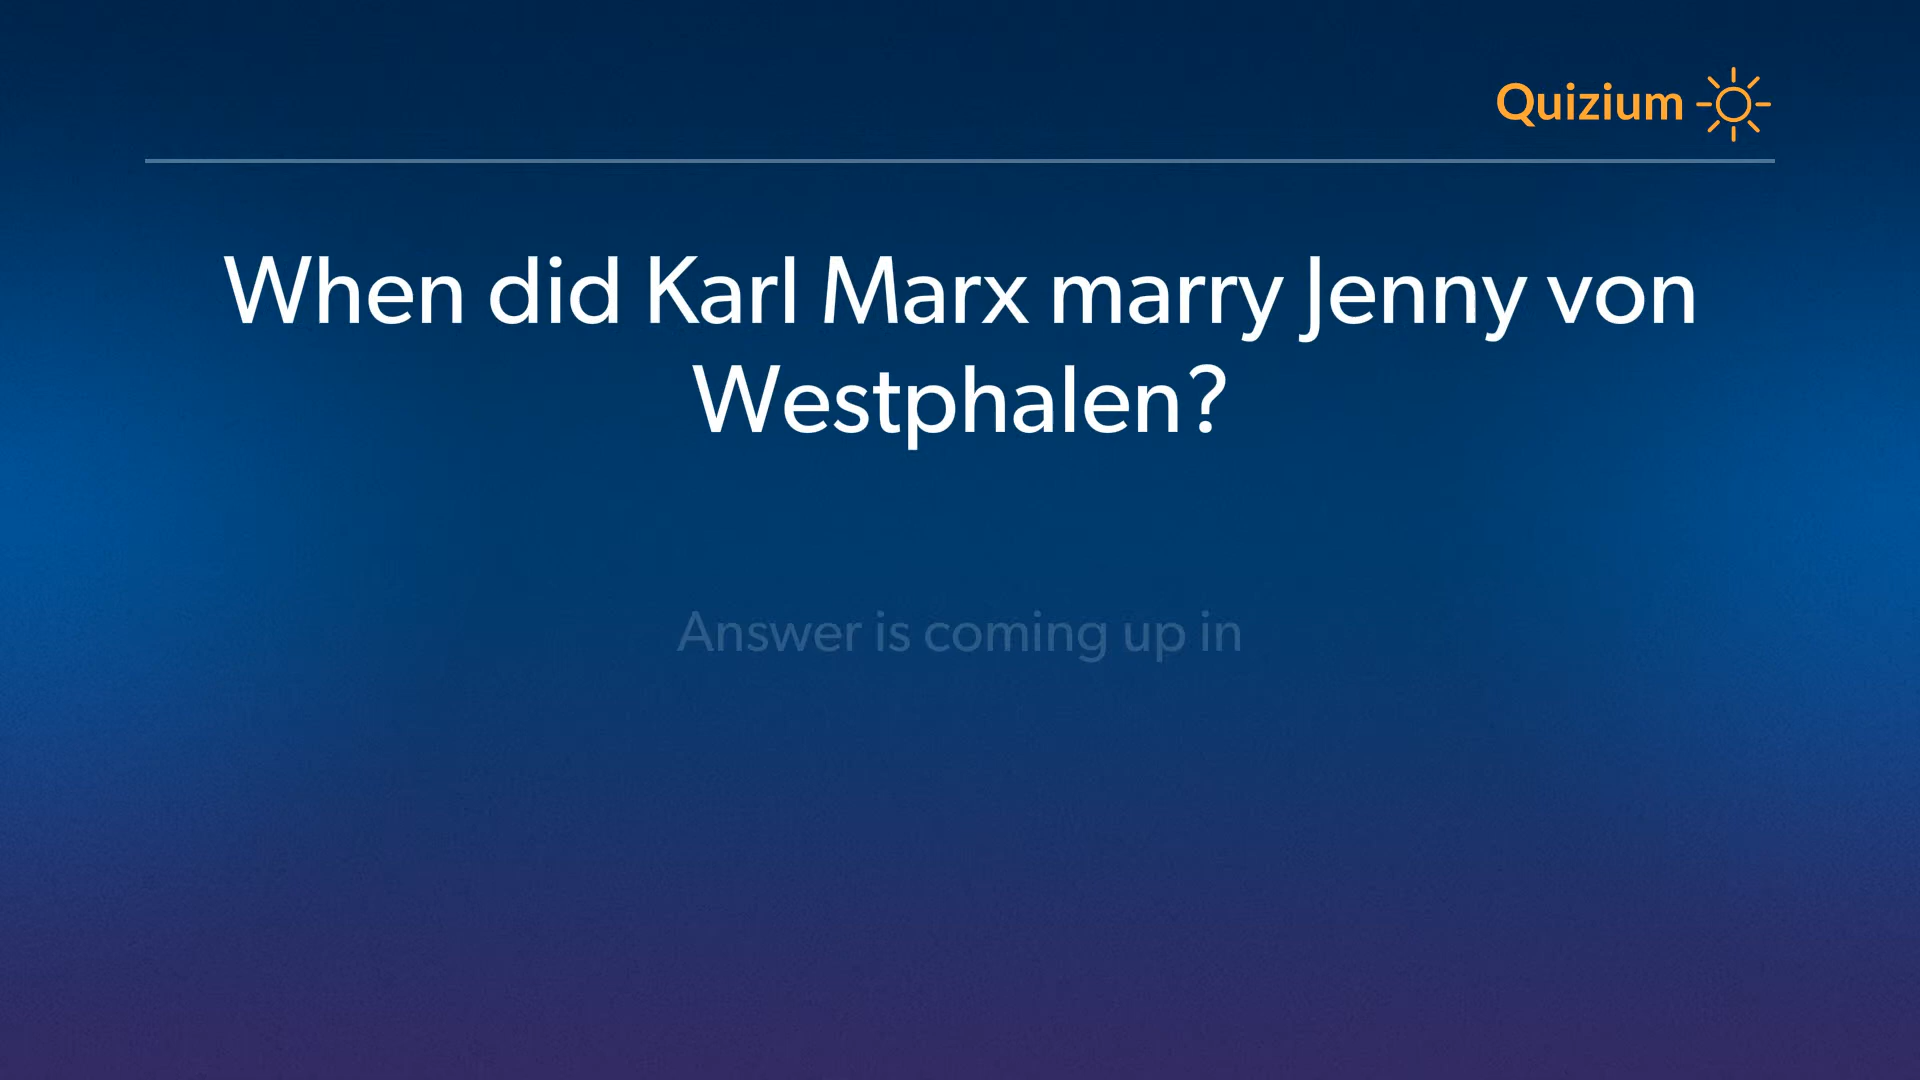 Quizium
When did Karl Marx marry Jenny von
Westphalen?
Answer is coming up in